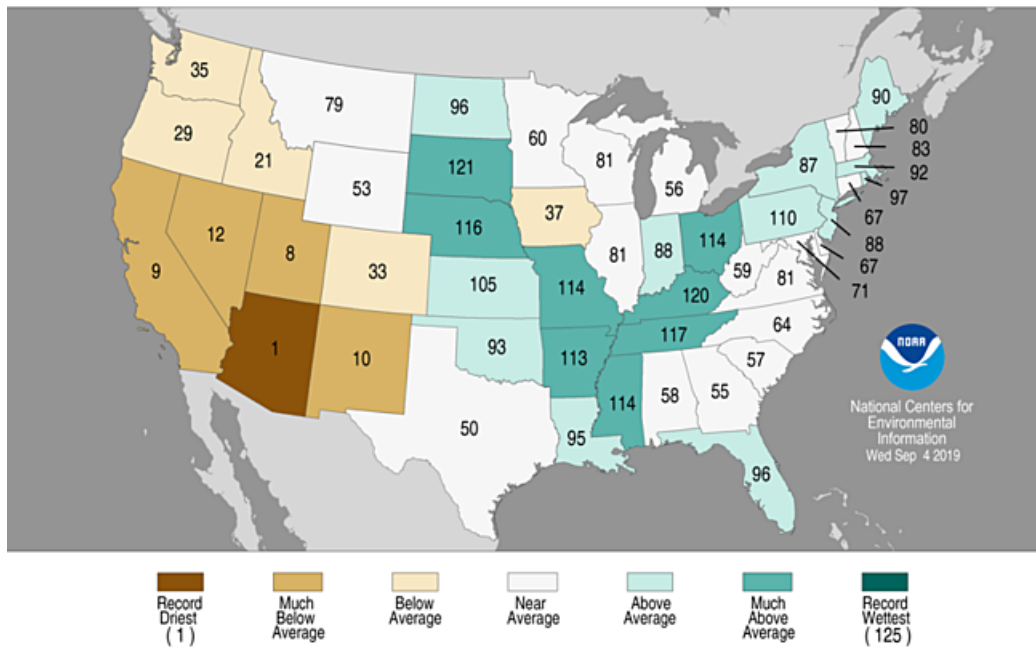 35
79
96
60
90
80
83
29
21
121
81
56
87
92
97
53
37
110
67
12
8
116
88
114
88
9
33
81
59
81
67
71
105
114
120
1
10
93
113
117
64
57
114
58
55
50
95
96
NOAA
National Centers for
Environmental
Information
Wed Sep 4 2019
Record
Driest
( 1 )
Much
Below
Average
Below
Average
Near
Average
Above
Average
Much
Above
Average
Record
Wettest
( 125 )